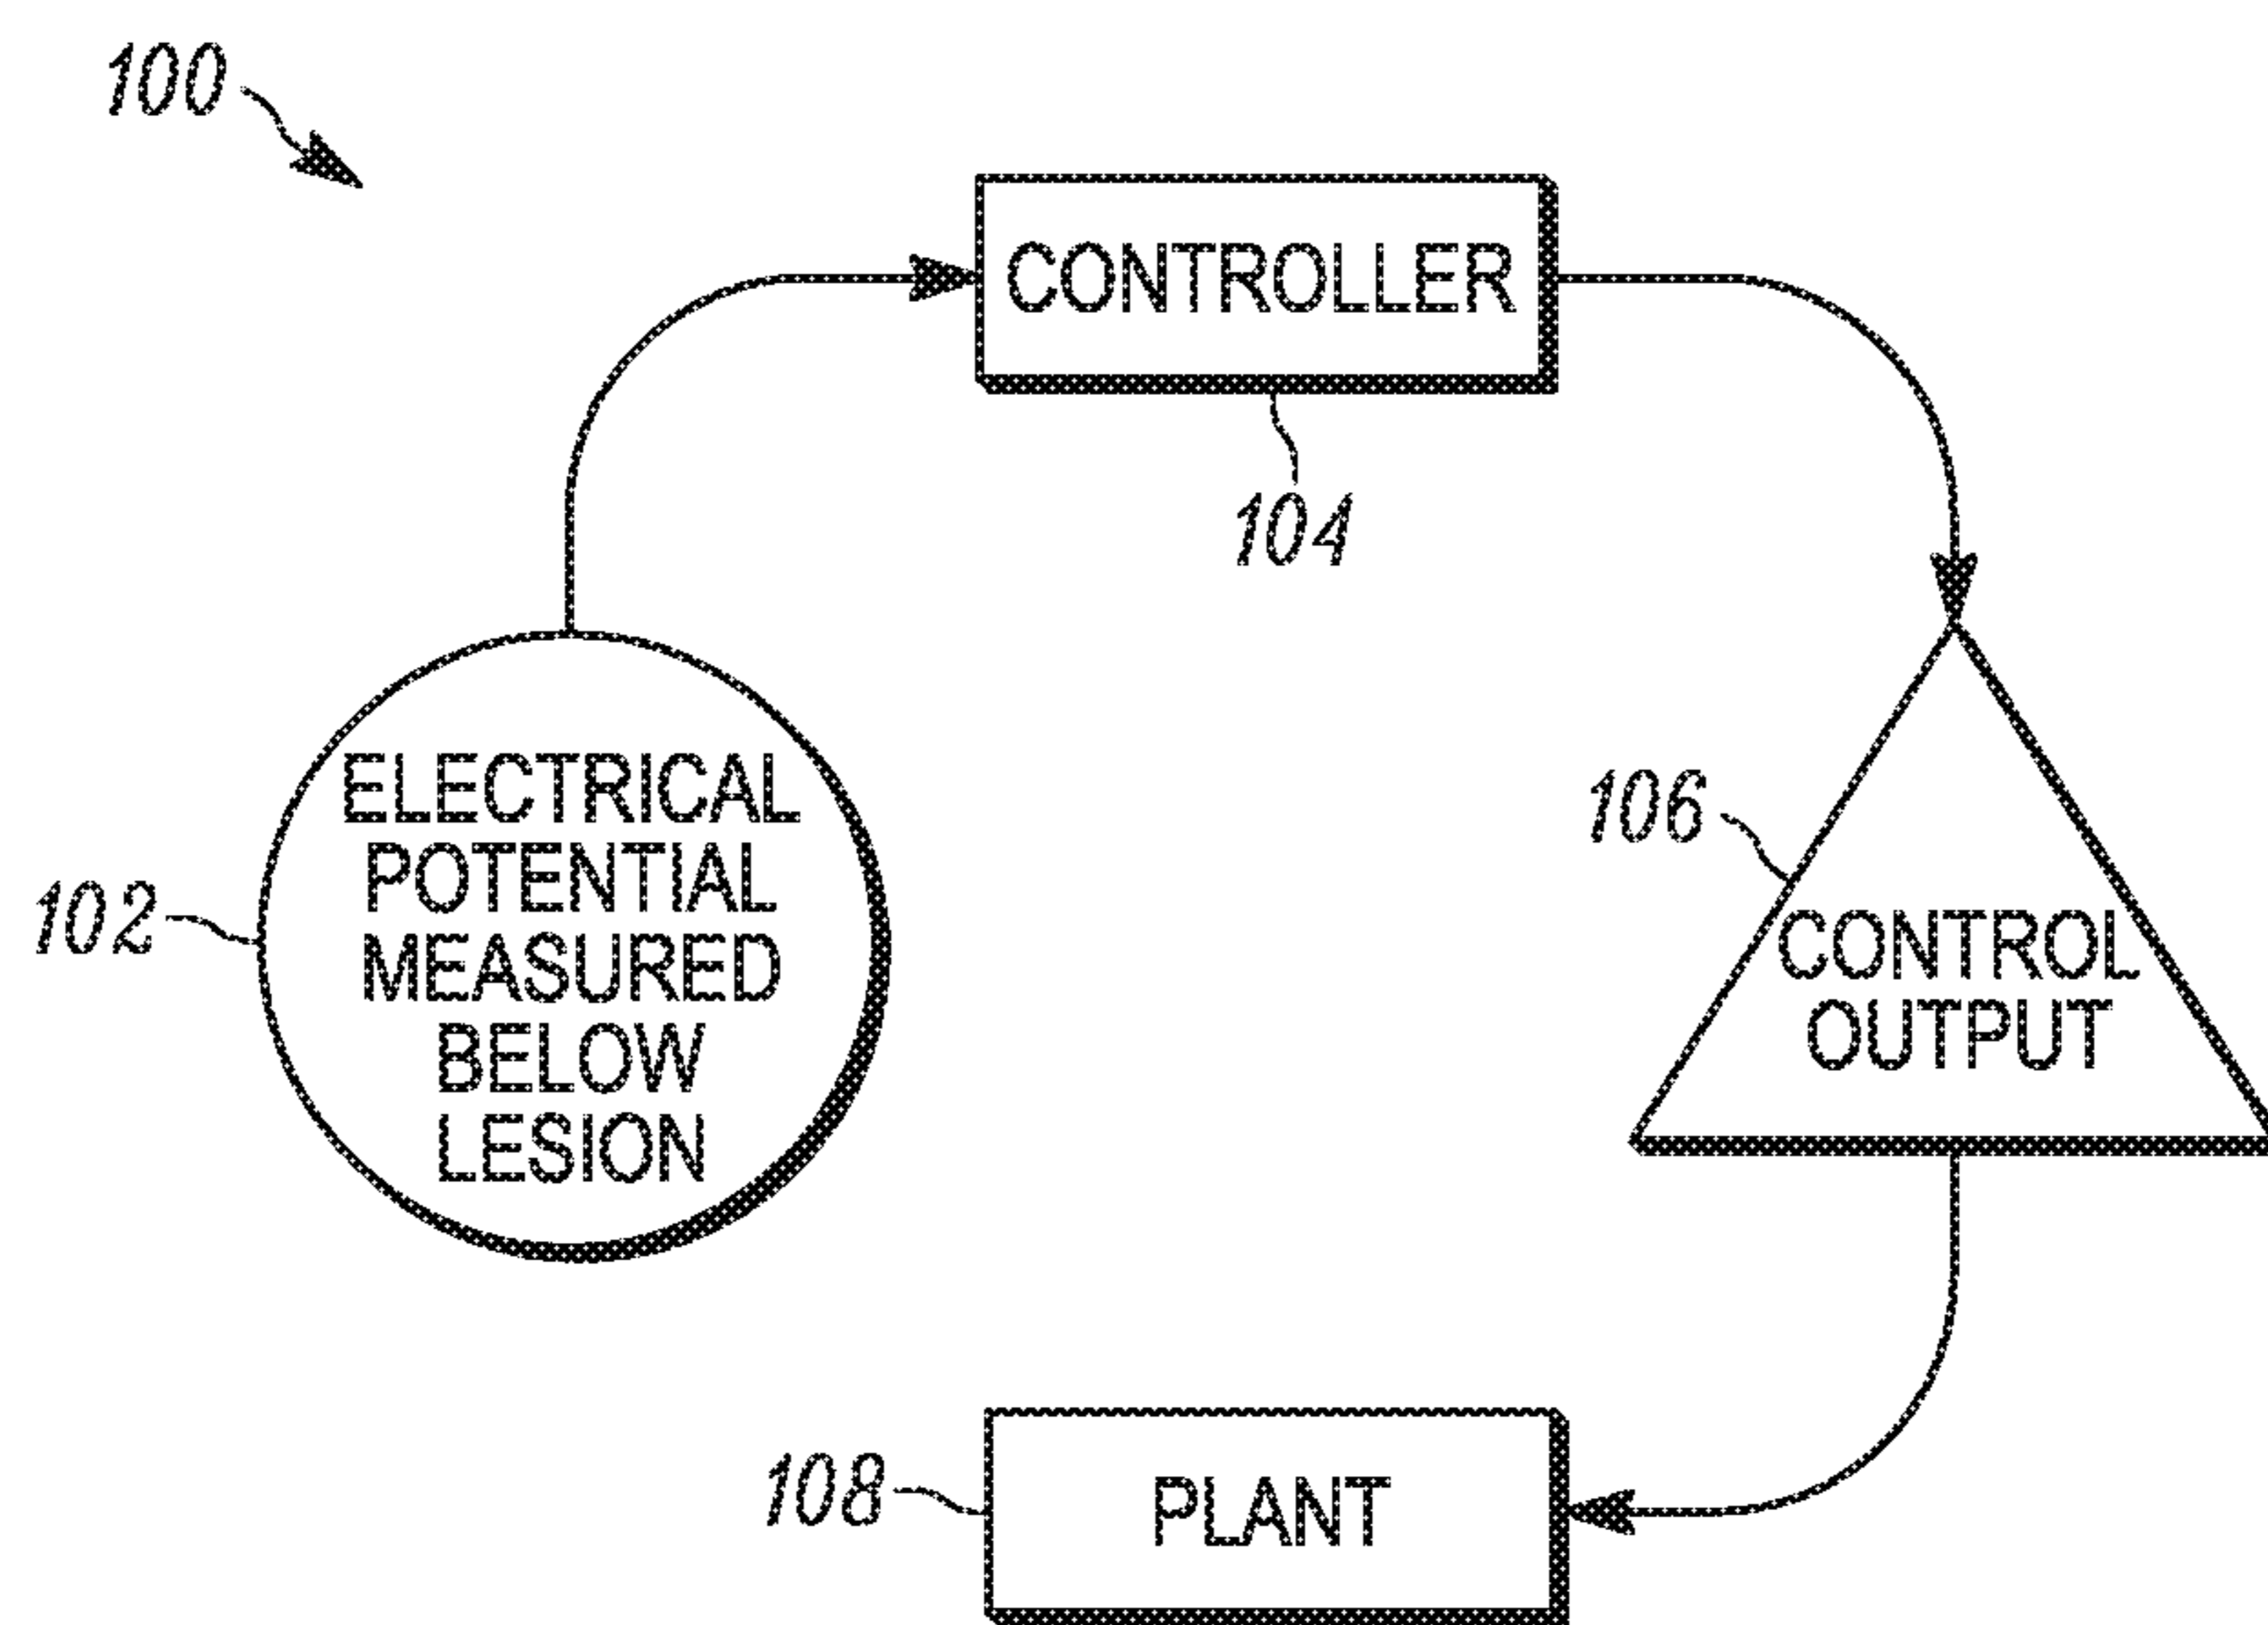 100
CONTROLLER
104
ELECTRICAL
POTENTIAL
MEASURED
BELOW
LESION
102
106
CONTROL
OUTPUT
108
PLANT